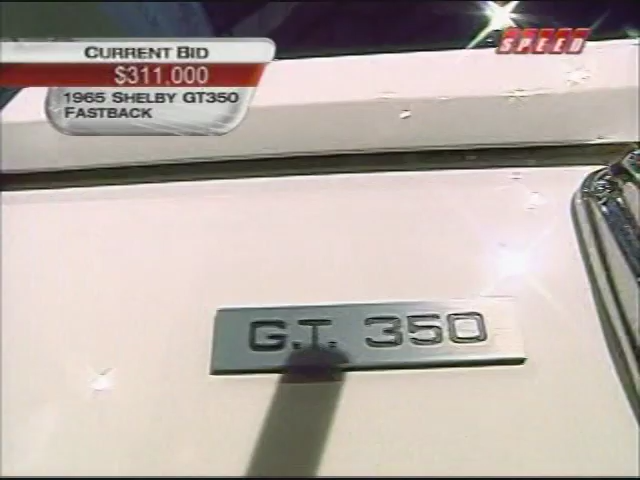 CURRENT BID
SPEED
$311,000
1965 SHELBY GT350
FASTBACK
G.T. 350